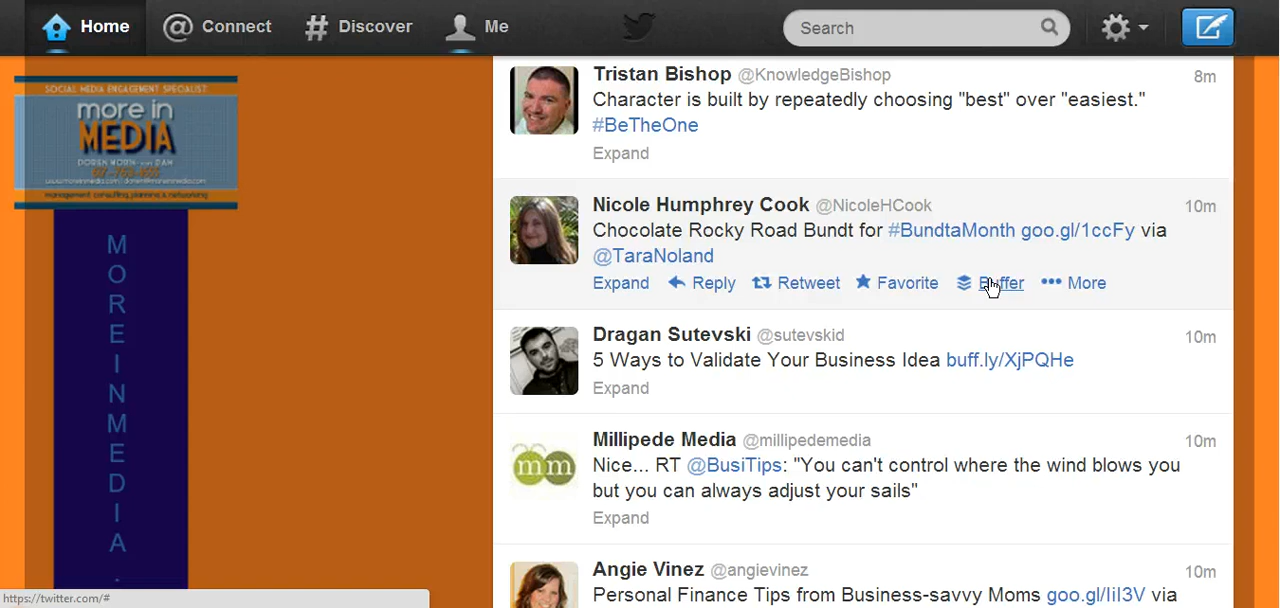 Home @ Connect # Discover Me Search
SOCIAL MEDIA ENGAGEMENT SPECIALIST
more in
MEDIA
management consulting, planning & networking
M
O
R
E
I
N
M
E
D
I
A
.
Tristan Bishop @KnowledgeBishop 8m
Character is built by repeatedly choosing "best" over "easiest."
#BeTheOne
Expand
Nicole Humphrey Cook @NicoleHCook 10m
Chocolate Rocky Road Bundt for #BundtaMonth goo.gl/1ccFy via
@TaraNoland
Expand Reply Retweet Favorite Buffer More
Dragan Sutevski @sutevskid 10m
5 Ways to Validate Your Business Idea buff.ly/XjPQHe
Expand
Millipede Media @millipedemedia 10m
mm
Nice... RT @BusiTips: "You can't control where the wind blows you
but you can always adjust your sails"
Expand
Angie Vinez @angievinez 10m
Personal Finance Tips from Business-savvy Moms goo.gl/Iil3V via
https://twitter.com/#